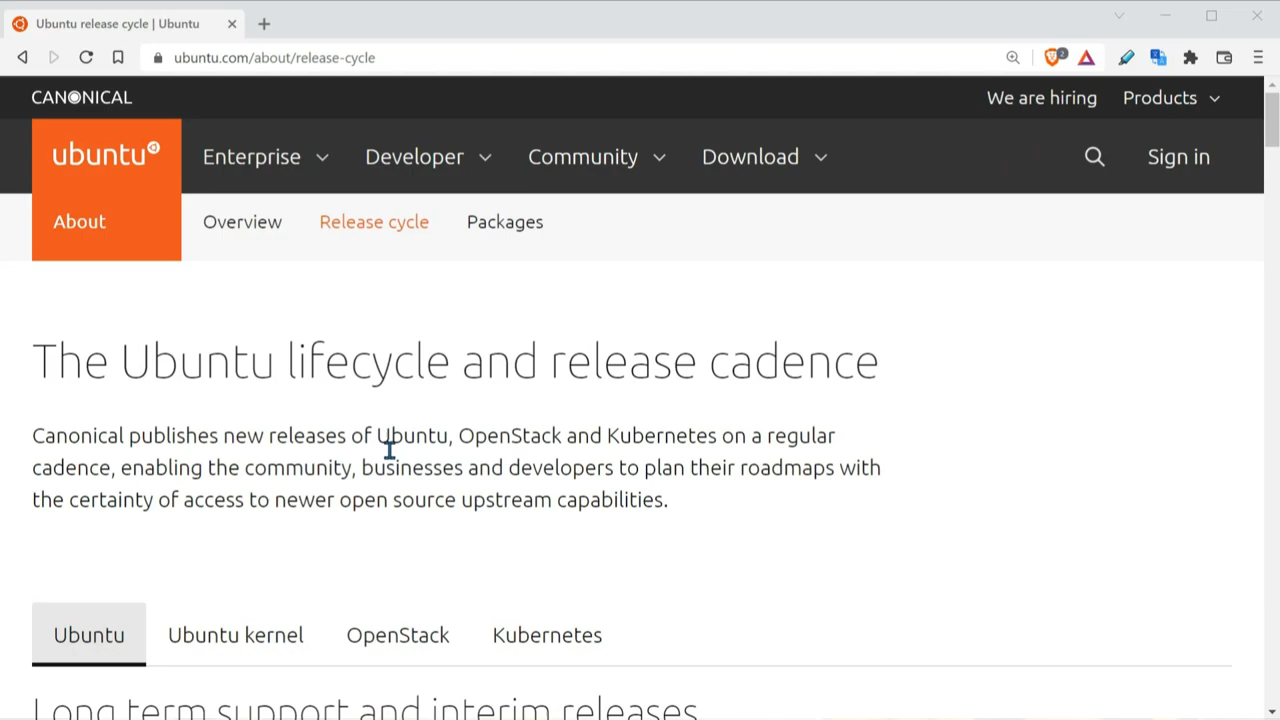 Ubuntu release cycle | Ubuntu
ubuntu.com/about/release-cycle
2
CANONICAL
We are hiring
Products
ubuntu
Enterprise
Developer
Community
Download
Sign in
About
Overview
Release cycle
Packages
The Ubuntu lifecycle and release cadence
Canonical publishes new releases of Ubuntu, OpenStack and Kubernetes on a regular
cadence, enabling the community, businesses and developers to plan their roadmaps with
the certainty of access to newer open source upstream capabilities.
Ubuntu
Ubuntu kernel
OpenStack
Kubernetes
Long term support and interim releases